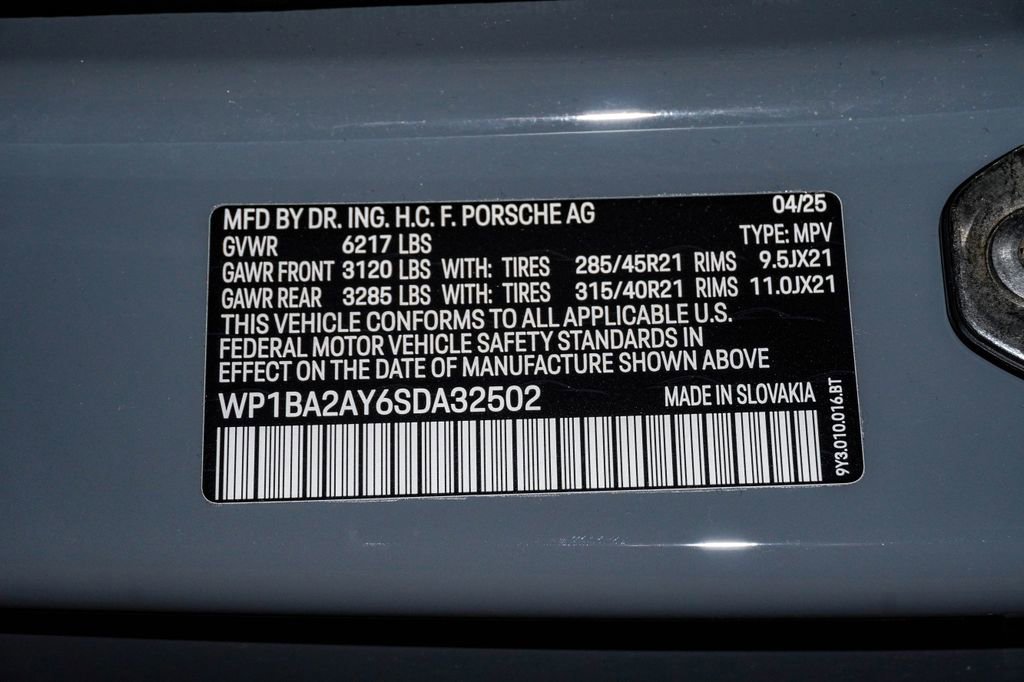 MFD BY DR. ING. H.C. F. PORSCHE AG 04/25
GVWR 6217 LBS TYPE: MPV
GAWR FRONT 3120 LBS WITH: TIRES 285/45R21 RIMS 9.5JX21
GAWR REAR 3285 LBS WITH: TIRES 315/40R21 RIMS 11.0JX21
THIS VEHICLE CONFORMS TO ALL APPLICABLE U.S.
FEDERAL MOTOR VEHICLE SAFETY STANDARDS IN
EFFECT ON THE DATE OF MANUFACTURE SHOWN ABOVE
WP1BA2AY6SDA32502 MADE IN SLOVAKIA
9Y3.010.016.BT